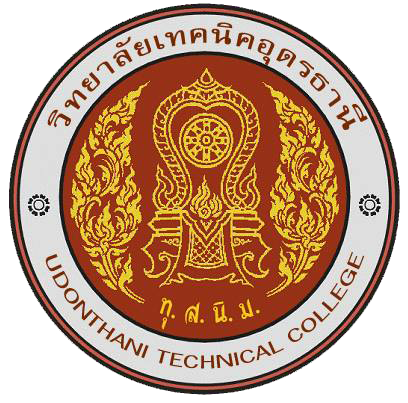 วิทยาลัยเทคนิคอุดรธานี
ทุ. ส. นิ. ม.
UDONTHANI TECHNICAL COLLEGE